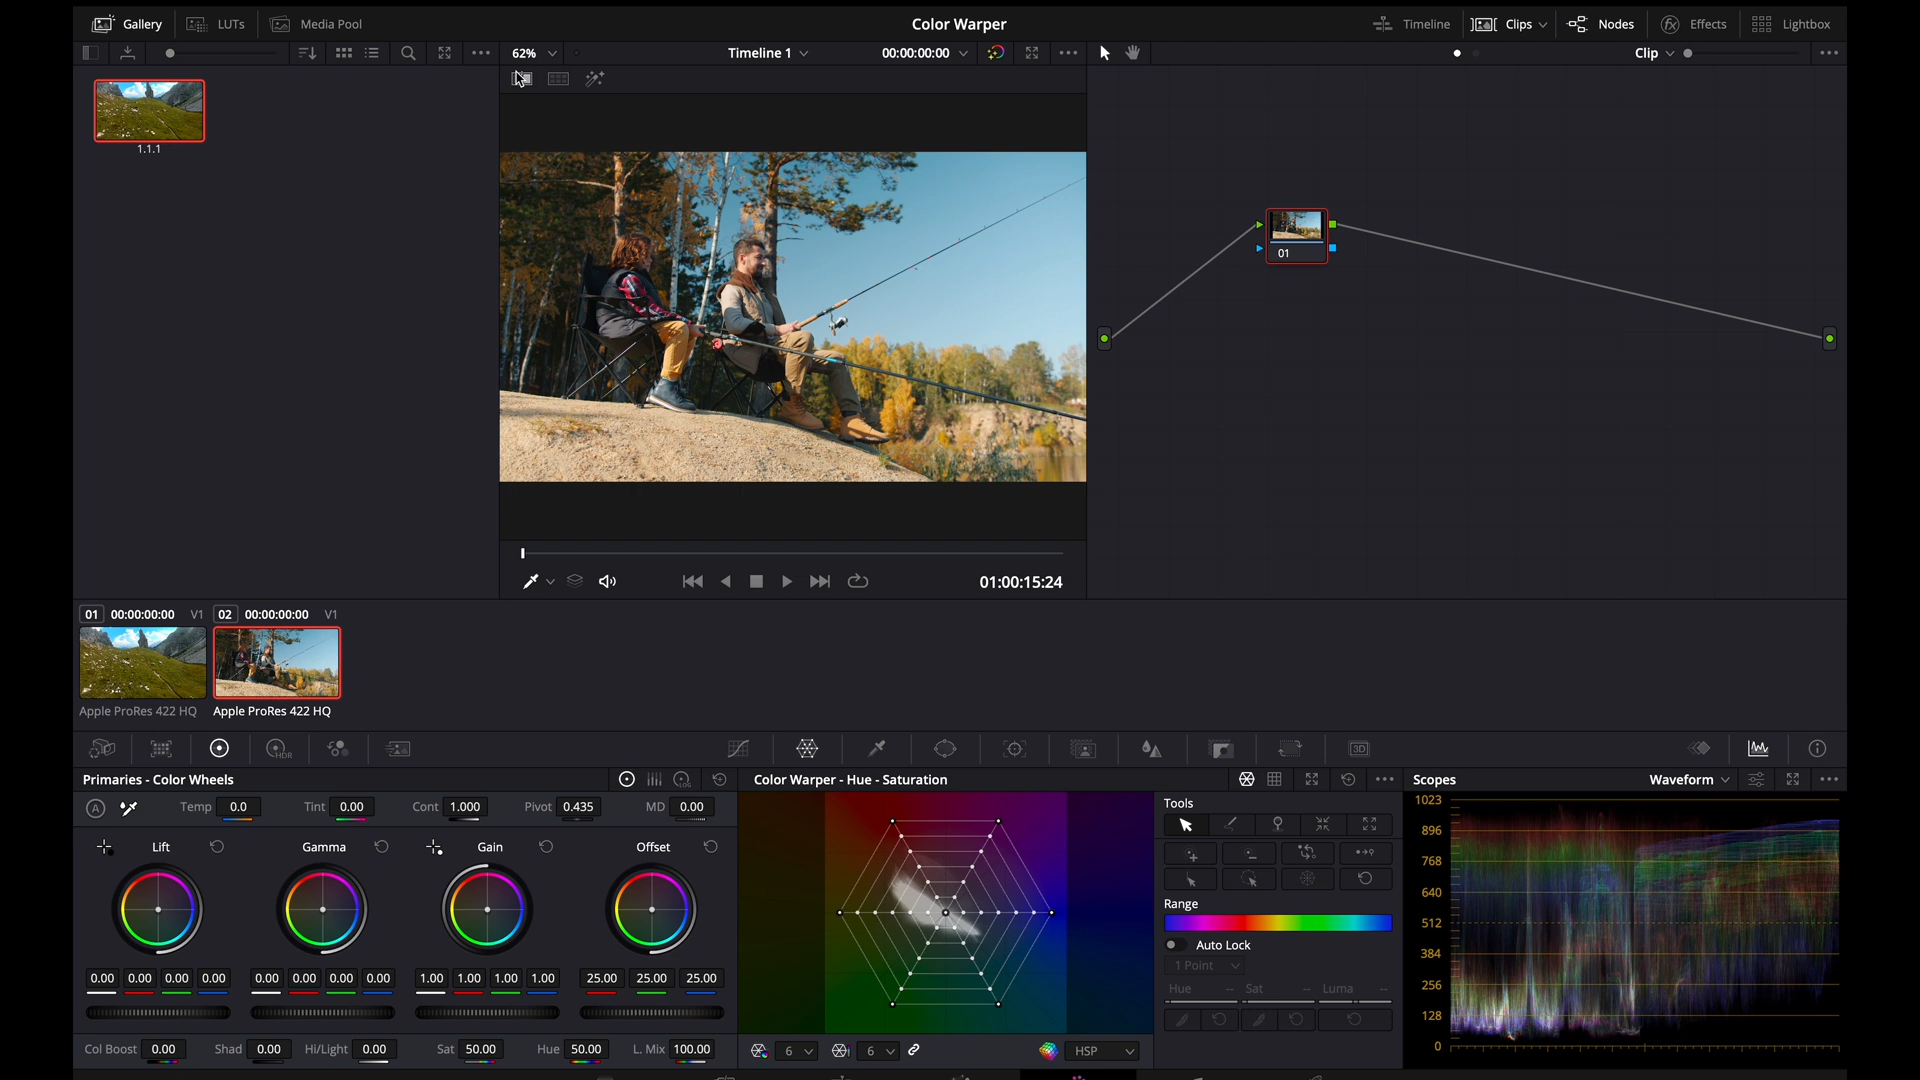 Gallery LUTs Media Pool Color Warper Timeline Clips Nodes Effects Lightbox
62% Timeline 1 00:00:00:00 Clip
1.1.1
01
01:00:15:24
01 00:00:00:00 V1 02 00:00:00:00 V1
Apple ProRes 422 HQ Apple ProRes 422 HQ
HDR 3D
Primaries - Color Wheels Color Warper - Hue - Saturation Scopes Waveform
A Temp 0.0 Tint 0.00 Cont 1.000 Pivot 0.435 MD 0.00
Lift Gamma Gain Offset
0.00 0.00 0.00 0.00 0.00 0.00 0.00 0.00 1.00 1.00 1.00 1.00 25.00 25.00 25.00
Col Boost 0.00 Shad 0.00 Hi/Light 0.00 Sat 50.00 Hue 50.00 L. Mix 100.00
6 6 HSP
Tools
Range
Auto Lock
1 Point
Hue -- Sat -- Luma --
1023
896
768
640
512
384
256
128
0